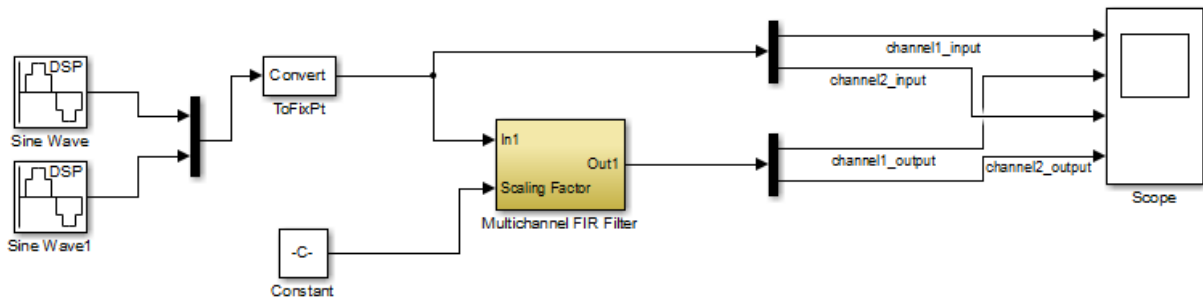 DSP
Sine Wave
DSP
Sine Wave1
Convert
ToFixPt
-C-
Constant
In1
Scaling Factor
Out1
Multichannel FIR Filter
channel1_input
channel2_input
channel1_output
channel2_output
Scope